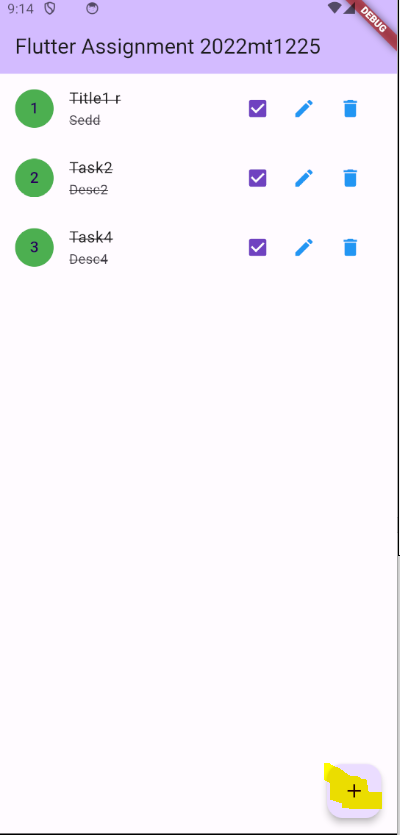 9:14
DEBUG
Flutter Assignment 2022mt1225
1
Title1 r
Sedd
2
Task2
Desc2
3
Task4
Desc4
+